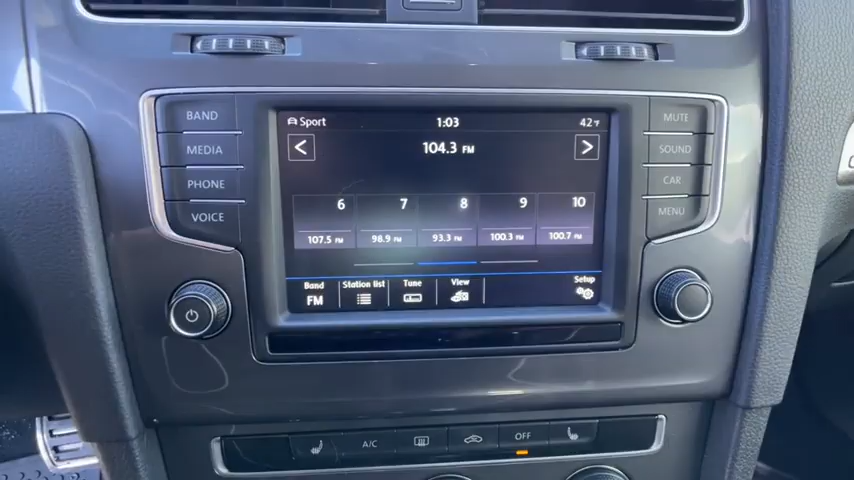 BAND
MEDIA
PHONE
VOICE
Sport 1:03 42°F
< 104.3 FM >
6 7 8 9 10
107.5 FM 98.9 FM 93.3 FM 100.3 FM 100.7 FM
Band Station list Tune View Setup
FM
MUTE
SOUND
CAR
MENU
A/C OFF